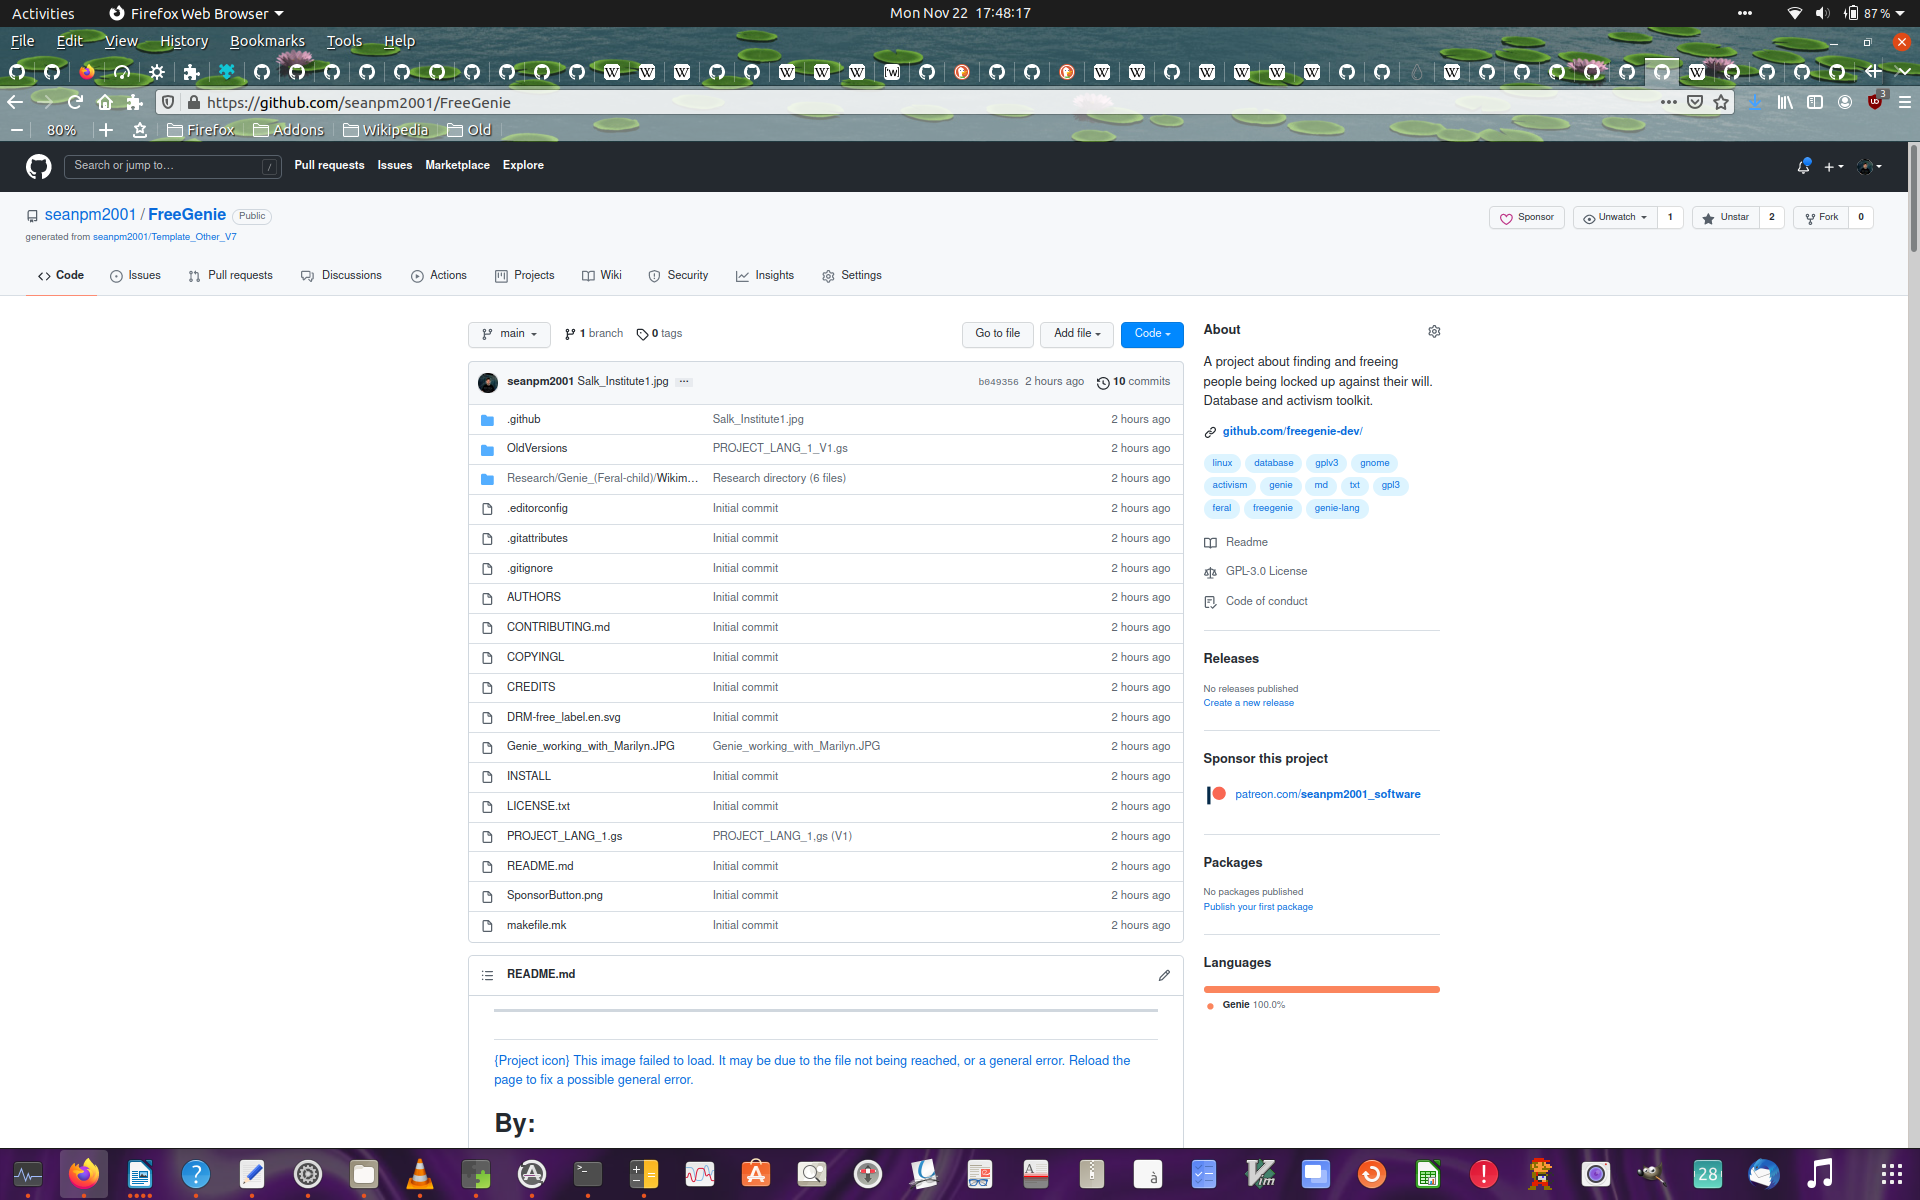 Activities
Firefox Web Browser
Mon Nov 22 17:48:17
87 %
File Edit View History Bookmarks Tools Help
https://github.com/seanpm2001/FreeGenie
3
80%
Firefox Addons Wikipedia Old
Search or jump to... /
Pull requests Issues Marketplace Explore
seanpm2001 / FreeGenie Public
Sponsor
Unwatch 1
Unstar 2
Fork 0
generated from seanpm2001/Template_Other_V7
Code Issues Pull requests Discussions Actions Projects Wiki Security Insights Settings
main 1 branch 0 tags Go to file Add file Code
seanpm2001 Salk_Institute1.jpg ... b049356 2 hours ago 10 commits
.github Salk_Institute1.jpg 2 hours ago
OldVersions PROJECT_LANG_1_V1.gs 2 hours ago
Research/Genie_(Feral-child)/Wikim... Research directory (6 files) 2 hours ago
.editorconfig Initial commit 2 hours ago
.gitattributes Initial commit 2 hours ago
.gitignore Initial commit 2 hours ago
AUTHORS Initial commit 2 hours ago
CONTRIBUTING.md Initial commit 2 hours ago
COPYINGL Initial commit 2 hours ago
CREDITS Initial commit 2 hours ago
DRM-free_label.en.svg Initial commit 2 hours ago
Genie_working_with_Marilyn.JPG Genie_working_with_Marilyn.JPG 2 hours ago
INSTALL Initial commit 2 hours ago
LICENSE.txt Initial commit 2 hours ago
PROJECT_LANG_1.gs PROJECT_LANG_1,gs (V1) 2 hours ago
README.md Initial commit 2 hours ago
SponsorButton.png Initial commit 2 hours ago
makefile.mk Initial commit 2 hours ago
README.md
{Project icon} This image failed to load. It may be due to the file not being reached, or a general error. Reload the
page to fix a possible general error.
By:
About
A project about finding and freeing
people being locked up against their will.
Database and activism toolkit.
github.com/freegenie-dev/
linux database gplv3 gnome
activism genie md txt gpl3
feral freegenie genie-lang
Readme
GPL-3.0 License
Code of conduct
Releases
No releases published
Create a new release
Sponsor this project
patreon.com/seanpm2001_software
Packages
No packages published
Publish your first package
Languages
Genie 100.0%
28